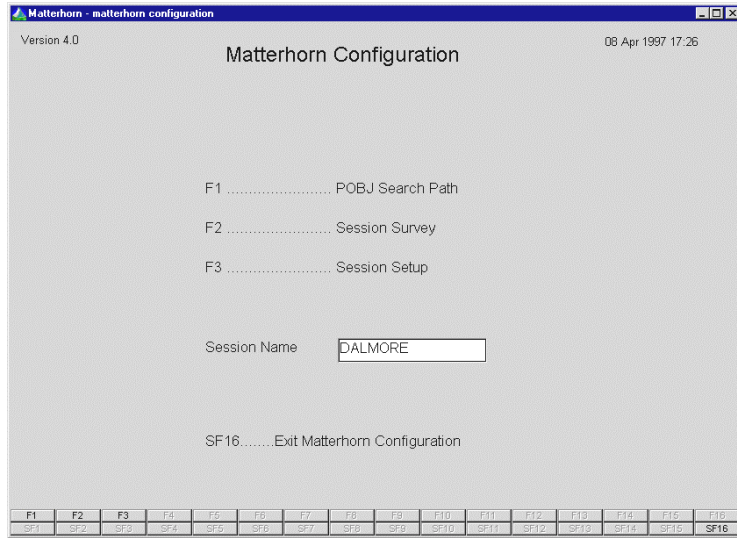 Matterhorn - matterhorn configuration
Version 4.0
Matterhorn Configuration
08 Apr 1997 17:26
F1 ........................ POBJ Search Path
F2 ........................ Session Survey
F3 ........................ Session Setup
Session Name DALMORE
SF16........Exit Matterhorn Configuration
F1 F2 F3 F4 F5 F6 F7 F8 F9 F10 F11 F12 F13 F14 F15 F16
SF1 SF2 SF3 SF4 SF5 SF6 SF7 SF8 SF9 SF10 SF11 SF12 SF13 SF14 SF15 SF16